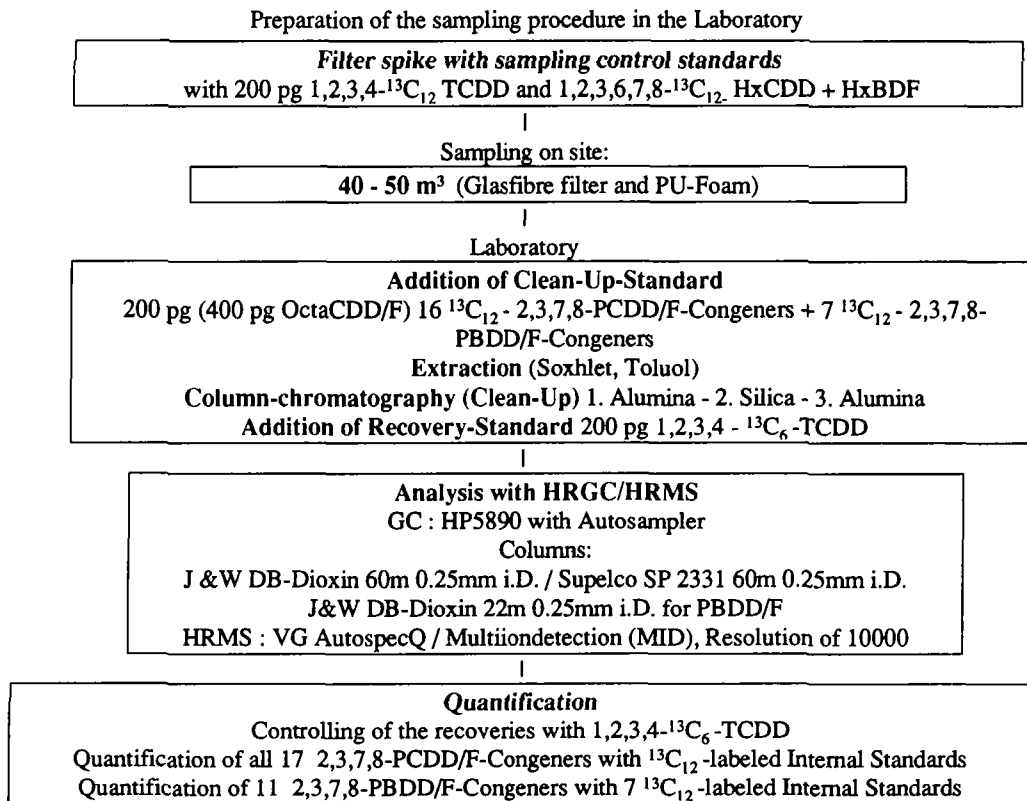 Preparation of the sampling procedure in the Laboratory
Filter spike with sampling control standards
with 200 pg 1,2,3,4-¹³C₁₂ TCDD and 1,2,3,6,7,8-¹³C₁₂- HxCDD + HxBDF
Sampling on site:
40 - 50 m³ (Glasfibre filter and PU-Foam)
Laboratory
Addition of Clean-Up-Standard
200 pg (400 pg OctaCDD/F) 16 ¹³C₁₂ - 2,3,7,8-PCDD/F-Congeners + 7 ¹³C₁₂ - 2,3,7,8-
PBDD/F-Congeners
Extraction (Soxhlet, Toluol)
Column-chromatography (Clean-Up) 1. Alumina - 2. Silica - 3. Alumina
Addition of Recovery-Standard 200 pg 1,2,3,4 - ¹³C₆ -TCDD
Analysis with HRGC/HRMS
GC : HP5890 with Autosampler
Columns:
J &W DB-Dioxin 60m 0.25mm i.D. / Supelco SP 2331 60m 0.25mm i.D.
J&W DB-Dioxin 22m 0.25mm i.D. for PBDD/F
HRMS : VG AutospecQ / Multiiondetection (MID), Resolution of 10000
Quantification
Controlling of the recoveries with 1,2,3,4-¹³C₆ -TCDD
Quantification of all 17 2,3,7,8-PCDD/F-Congeners with ¹³C₁₂ -labeled Internal Standards
Quantification of 11 2,3,7,8-PBDD/F-Congeners with 7 ¹³C₁₂ -labeled Internal Standards